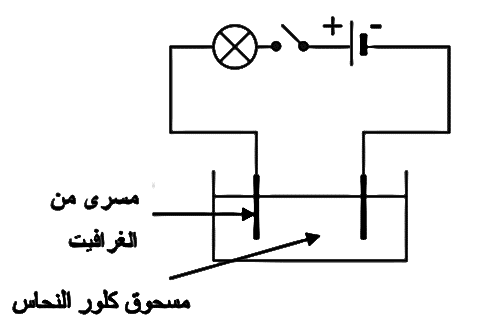 + -
مسرى من
الغرافيت
مسحوق كلور النحاس